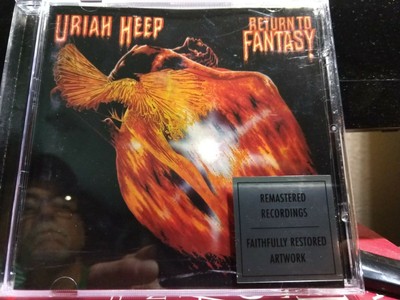 URIAH HEEP
RETURN TO
FANTASY
REMASTERED
RECORDINGS
FAITHFULLY RESTORED
ARTWORK